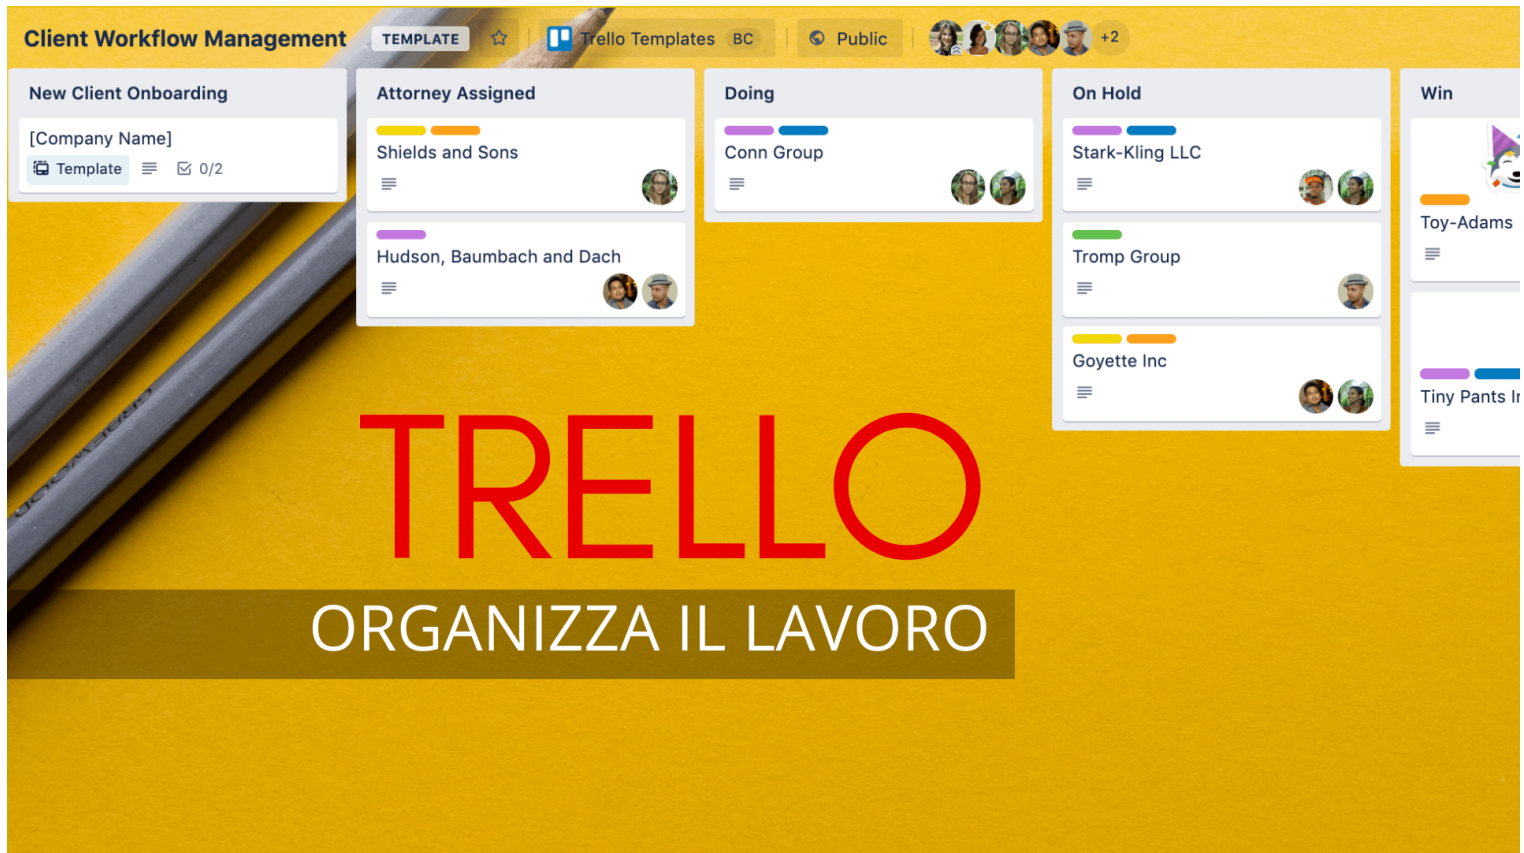 Client Workflow Management
TEMPLATE
Trello Templates BC
Public
+2
New Client Onboarding
[Company Name]
Template
0/2
Attorney Assigned
Shields and Sons
Hudson, Baumbach and Dach
Doing
Conn Group
On Hold
Stark-Kling LLC
Tromp Group
Goyette Inc
Win
Toy-Adams
Tiny Pants
TRELLO
ORGANIZZA IL LAVORO